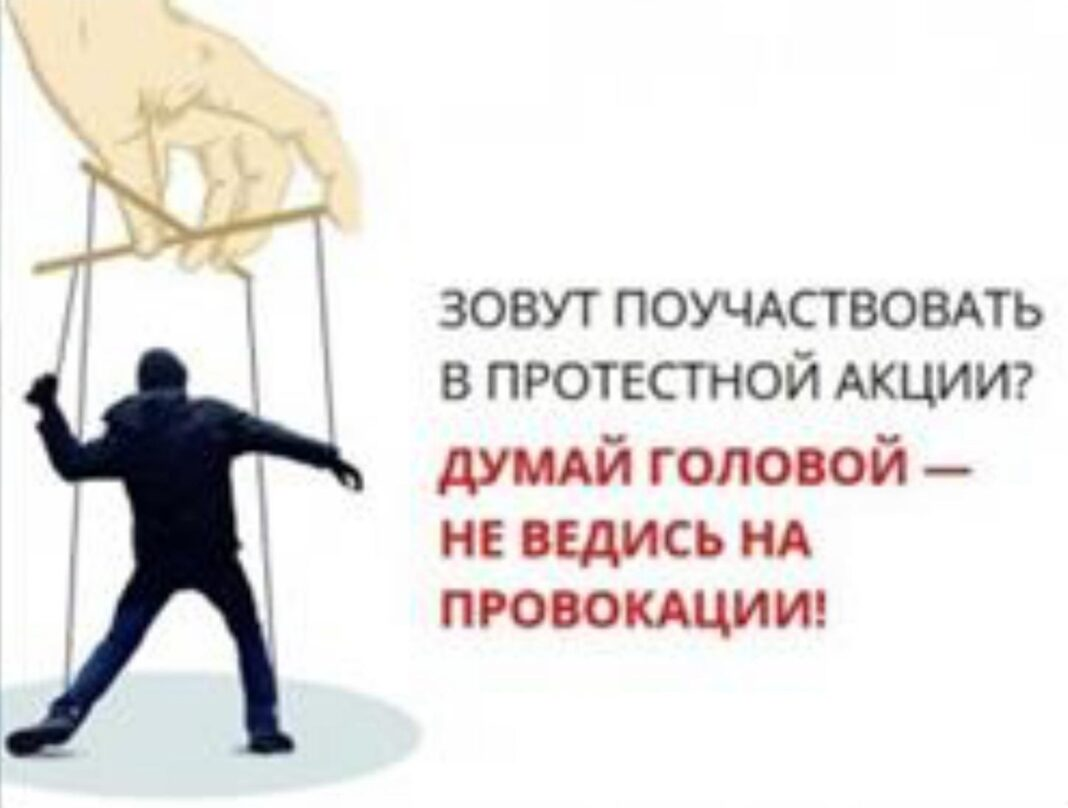 ЗОВУТ ПОУЧАСТВОВАТЬ
В ПРОТЕСТНОЙ АКЦИИ?
ДУМАЙ ГОЛОВОЙ —
НЕ ВЕДИСЬ НА
ПРОВОКАЦИИ!